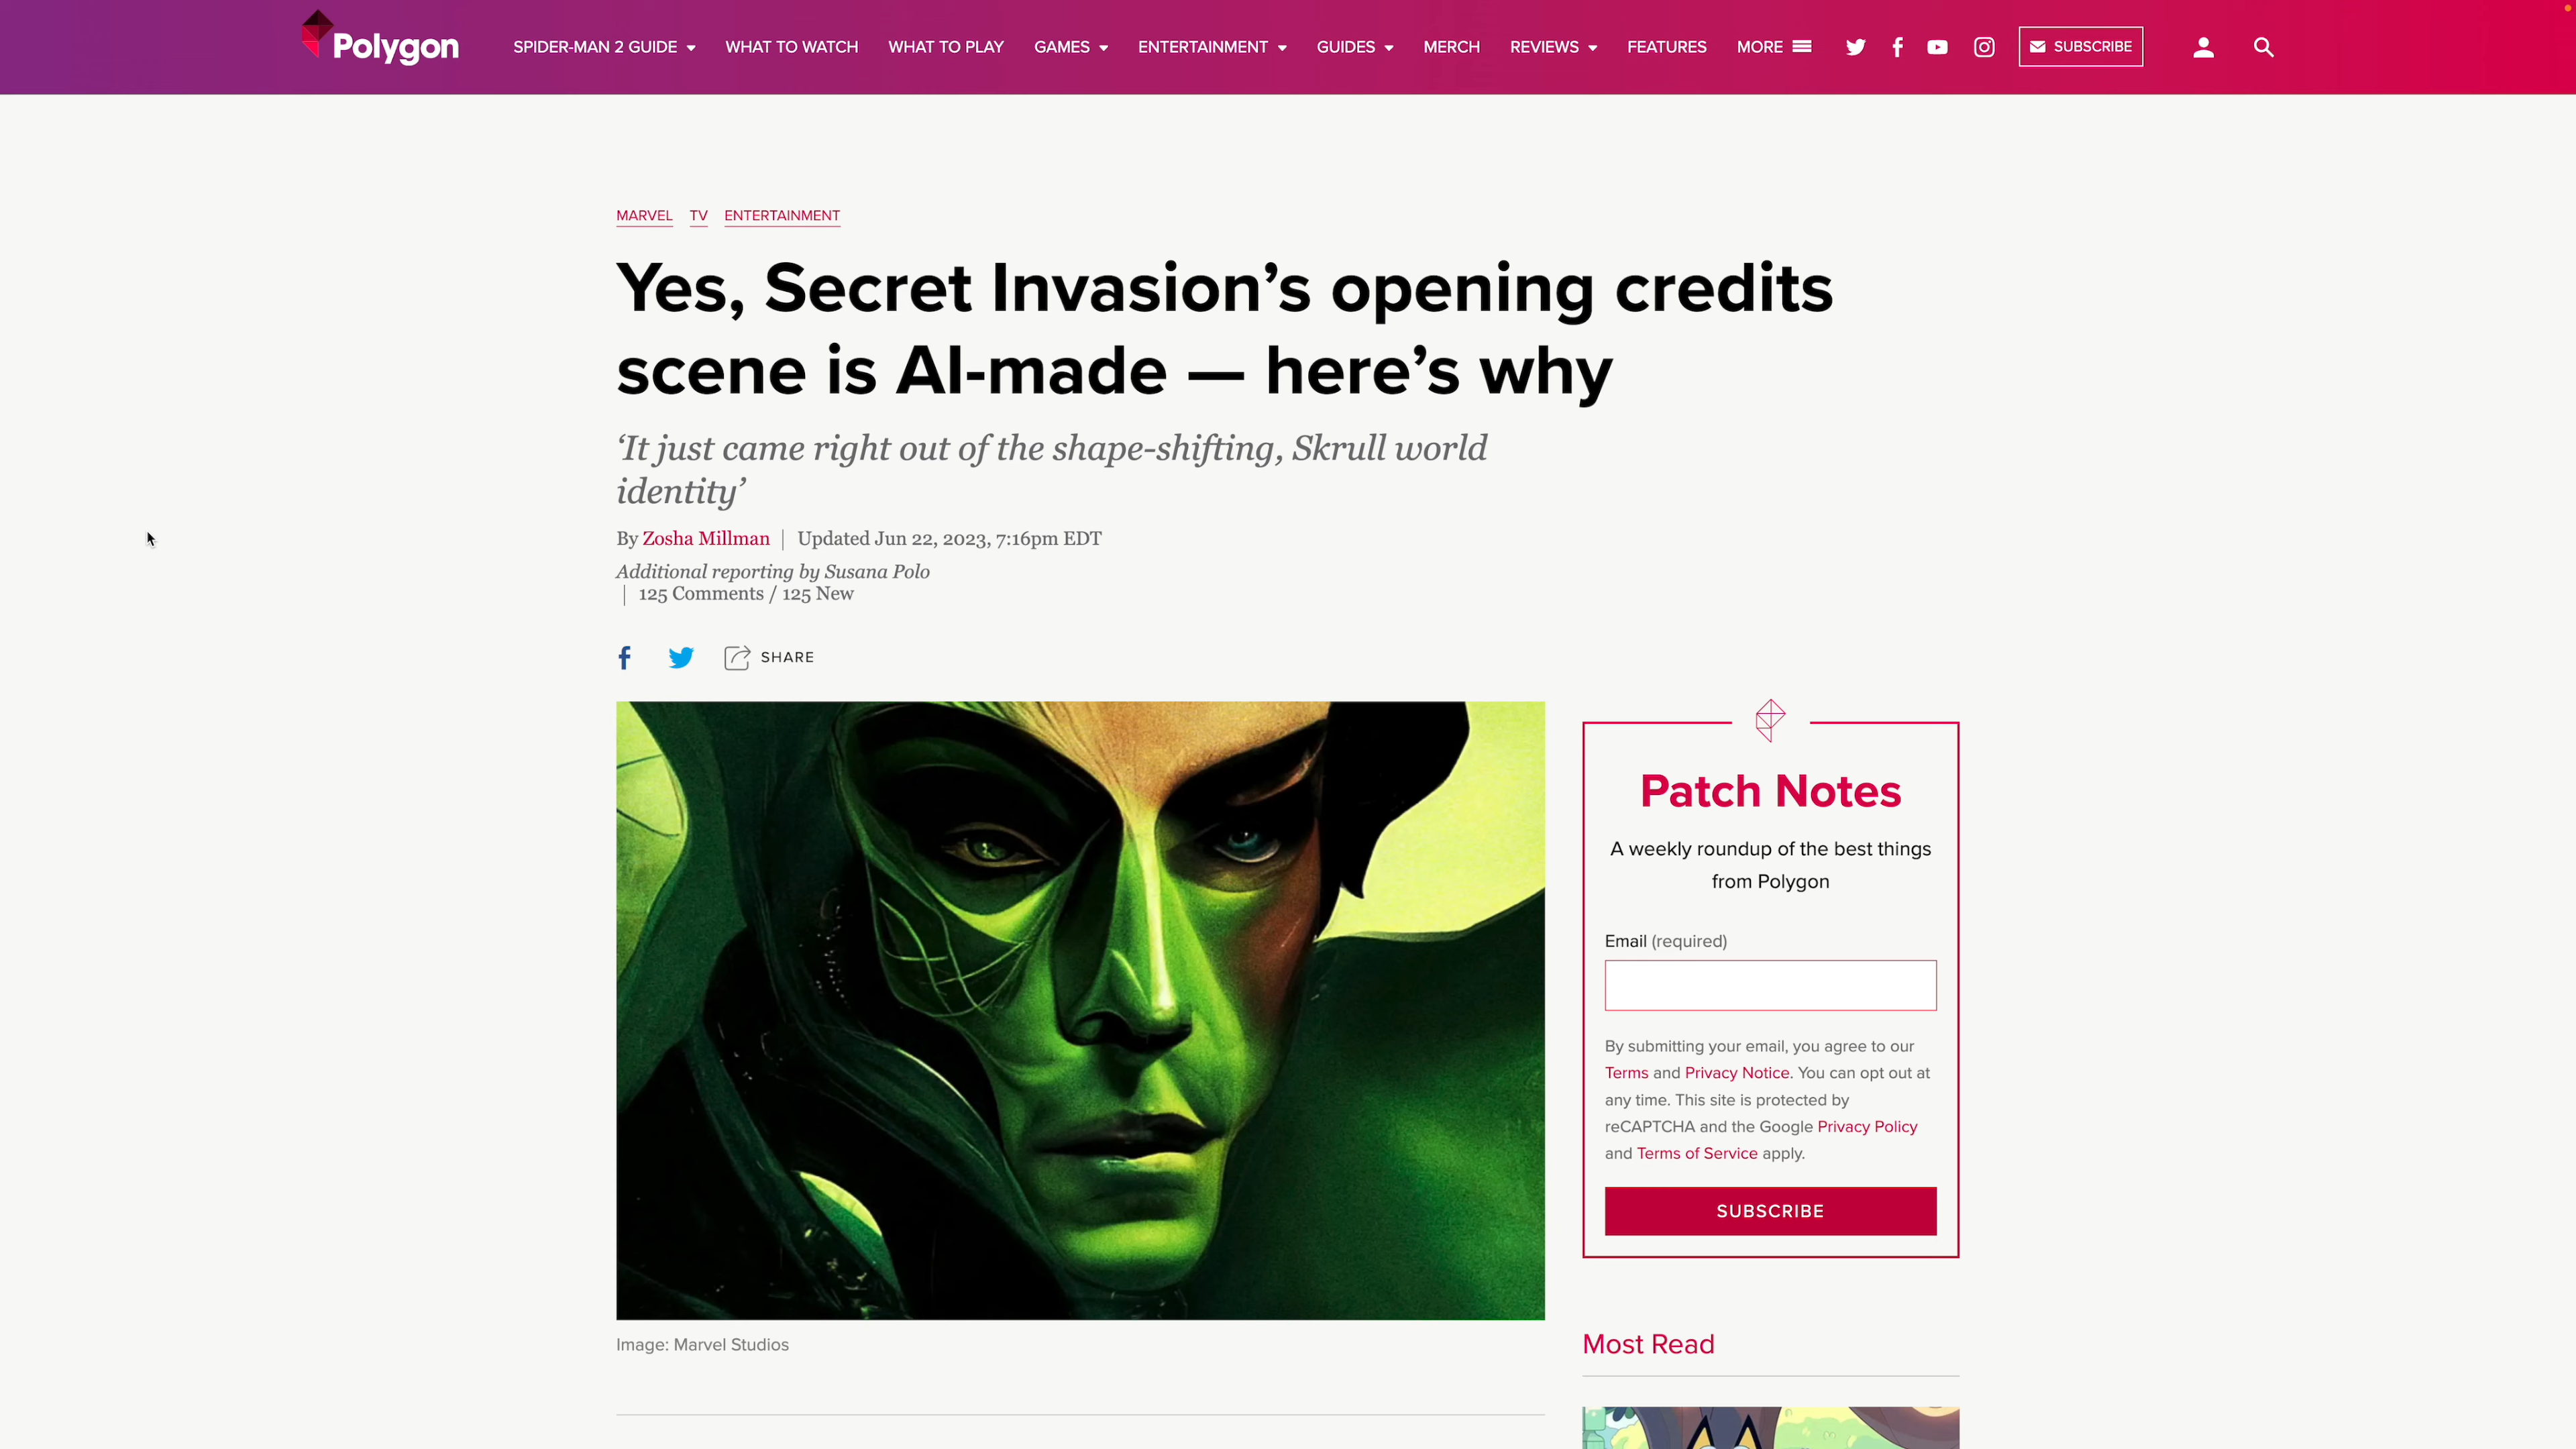 Polygon
SPIDER-MAN 2 GUIDE
WHAT TO WATCH
WHAT TO PLAY
GAMES
ENTERTAINMENT
GUIDES
MERCH
REVIEWS
FEATURES
MORE
SUBSCRIBE
MARVEL TV ENTERTAINMENT
Yes, Secret Invasion’s opening credits
scene is AI-made — here’s why
‘It just came right out of the shape-shifting, Skrull world
identity’
By Zosha Millman | Updated Jun 22, 2023, 7:16pm EDT
Additional reporting by Susana Polo
| 125 Comments / 125 New
SHARE
Image: Marvel Studios
Patch Notes
A weekly roundup of the best things
from Polygon
Email (required)
By submitting your email, you agree to our
Terms and Privacy Notice. You can opt out at
any time. This site is protected by
reCAPTCHA and the Google Privacy Policy
and Terms of Service apply.
SUBSCRIBE
Most Read